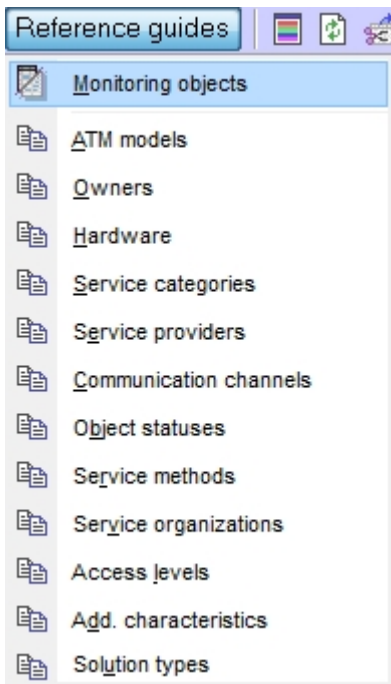 Reference guides
Monitoring objects
ATM models
Owners
Hardware
Service categories
Service providers
Communication channels
Object statuses
Service methods
Service organizations
Access levels
Add. characteristics
Solution types